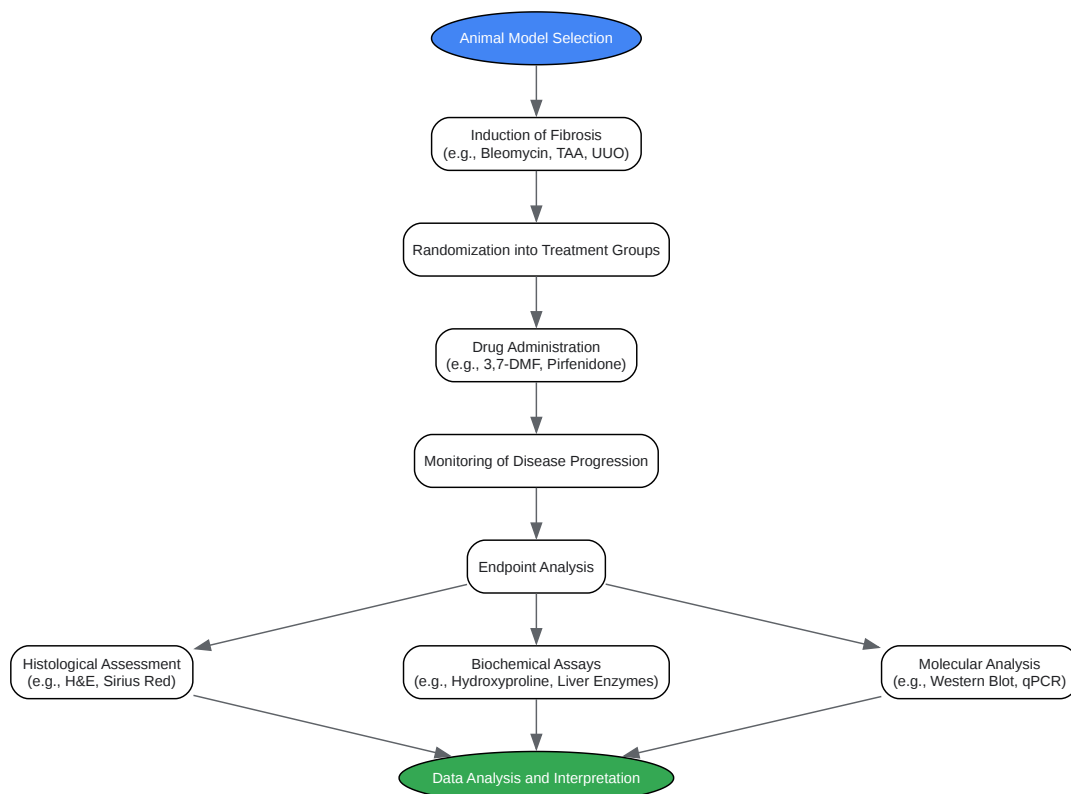 Animal Model Selection
Induction of Fibrosis
(e.g., Bleomycin, TAA, UUO)
Randomization into Treatment Groups
Drug Administration
(e.g., 3,7-DMF, Pirfenidone)
Monitoring of Disease Progression
Endpoint Analysis
Histological Assessment
(e.g., H&E, Sirius Red)
Biochemical Assays
(e.g., Hydroxyproline, Liver Enzymes)
Molecular Analysis
(e.g., Western Blot, qPCR)
Data Analysis and Interpretation